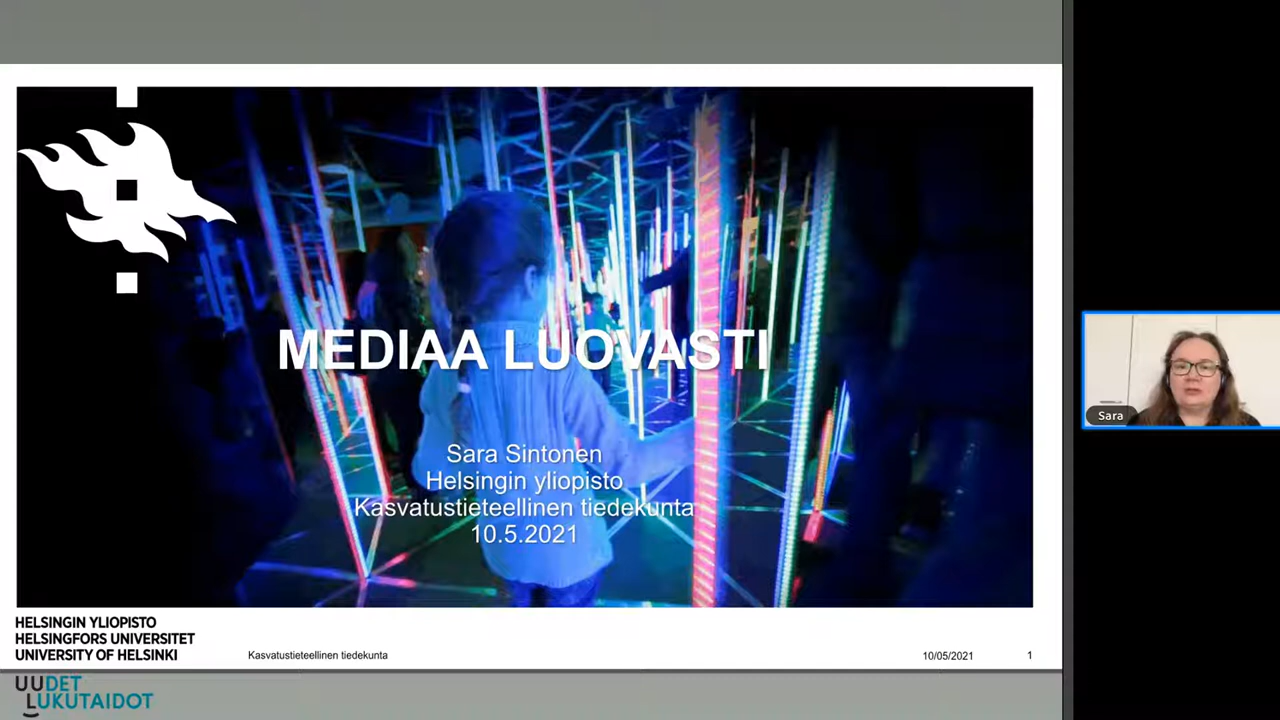 MEDIAA LUOVASTI
Sara Sintonen
Helsingin yliopisto
Kasvatustieteellinen tiedekunta
10.5.2021
HELSINGIN YLIOPISTO
HELSINGFORS UNIVERSITET
UNIVERSITY OF HELSINKI
Kasvatustieteellinen tiedekunta
10/05/2021
1
UUDET
LUKUTAIDOT
Sara